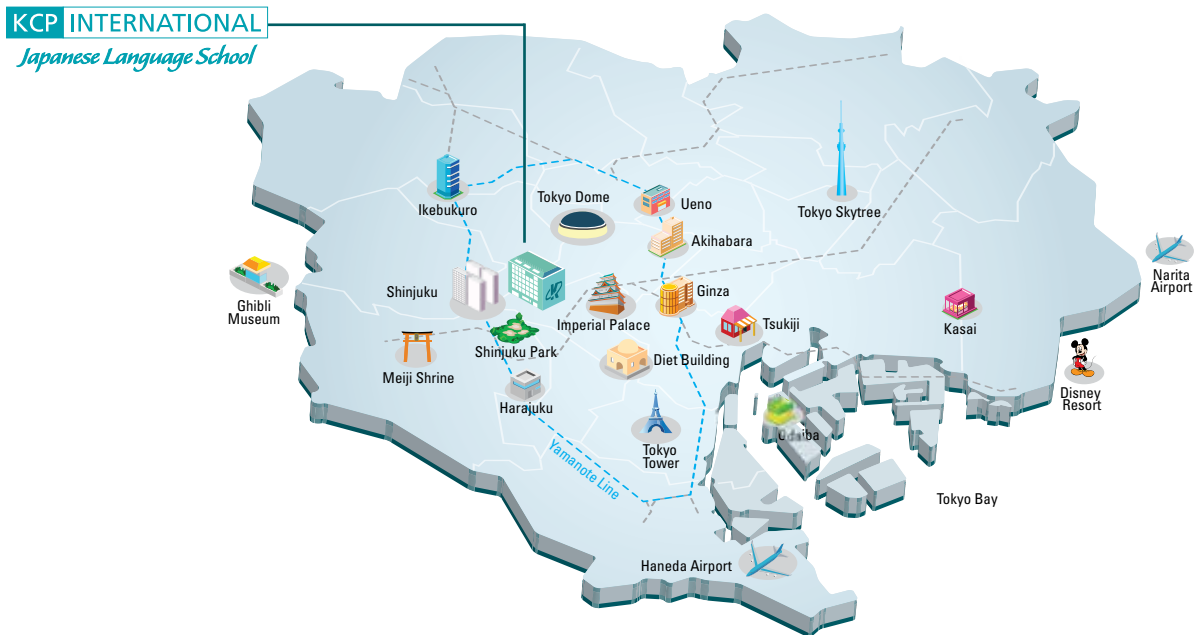 KCP INTERNATIONAL
Japanese Language School
Ikebukuro
Tokyo Dome
Ueno
Tokyo Skytree
Akihabara
Narita
Airport
Ghibli
Museum
Shinjuku
Imperial Palace
Ginza
Tsukiji
Kasai
Meiji Shrine
Shinjuku Park
Diet Building
Disney
Resort
Harajuku
Tokyo
Tower
Yamanote Line
Tokyo Bay
Haneda Airport